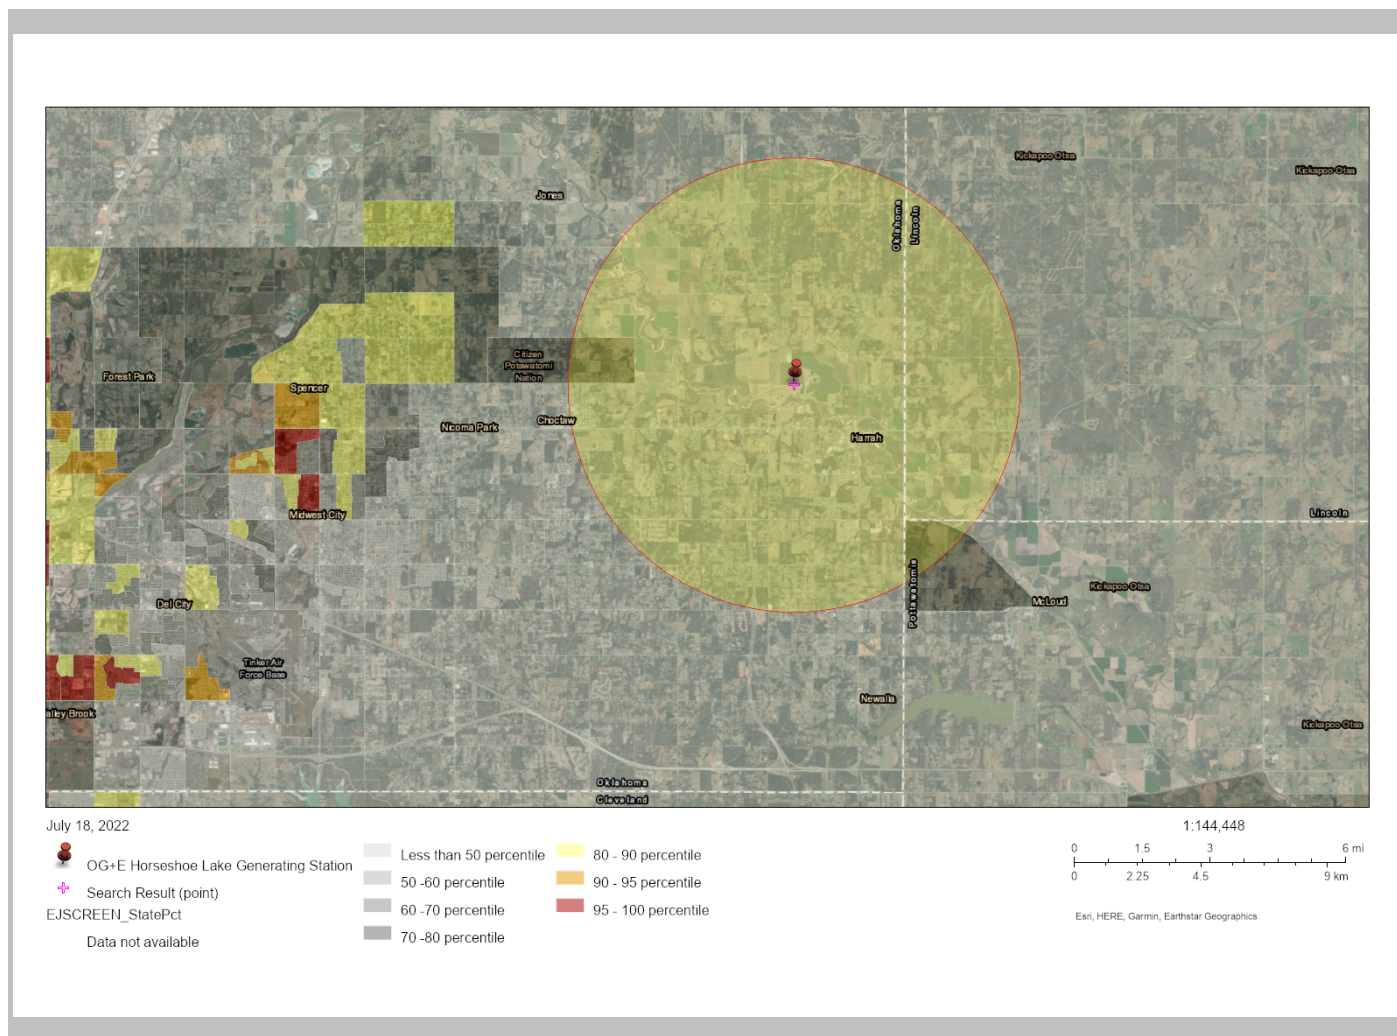 Kickapoo Otsa
Kickapoo Otsa
Jones
Oklahoma
Lincoln
Citizen
Potawatomi
Nation
Forest Park
Spencer
Choctaw
Nicoma Park
Harrah
Midwest City
Lincoln
Pottawatomie
Kickapoo Otsa
McLoud
Del City
Tinker Air
Force Base
Newalla
alley Brook
Kickapoo Otsa
Oklahoma
Cleveland
July 18, 2022
OG+E Horseshoe Lake Generating Station
Search Result (point)
EJSCREEN_StatePct
Data not available
Less than 50 percentile
50 -60 percentile
60 -70 percentile
70 -80 percentile
80 - 90 percentile
90 - 95 percentile
95 - 100 percentile
1:144,448
0 1.5 3 6 mi
0 2.25 4.5 9 km
Esri, HERE, Garmin, Earthstar Geographics